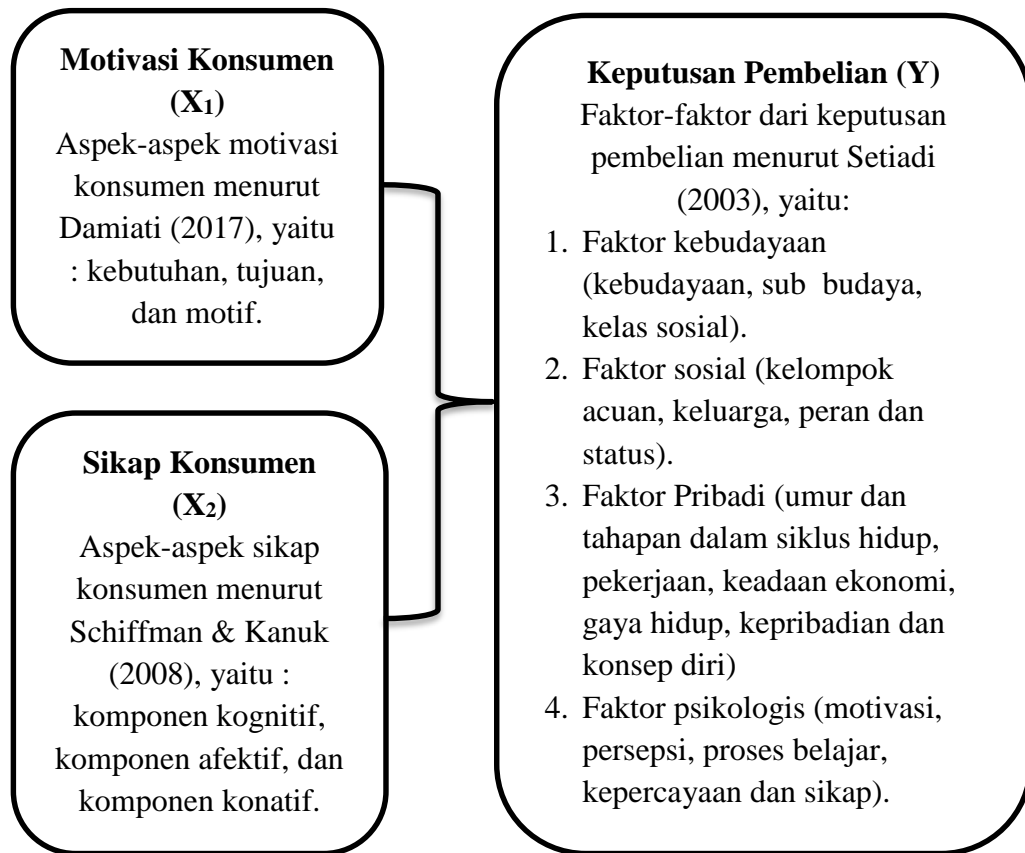 Motivasi Konsumen
(X₁)
Aspek-aspek motivasi
konsumen menurut
Damiati (2017), yaitu
: kebutuhan, tujuan,
dan motif.
Sikap Konsumen
(X₂)
Aspek-aspek sikap
konsumen menurut
Schiffman & Kanuk
(2008), yaitu :
komponen kognitif,
komponen afektif, dan
komponen konatif.
Keputusan Pembelian (Y)
Faktor-faktor dari keputusan
pembelian menurut Setiadi
(2003), yaitu:
1. Faktor kebudayaan
(kebudayaan, sub budaya,
kelas sosial).
2. Faktor sosial (kelompok
acuan, keluarga, peran dan
status).
3. Faktor Pribadi (umur dan
tahapan dalam siklus hidup,
pekerjaan, keadaan ekonomi,
gaya hidup, kepribadian dan
konsep diri)
4. Faktor psikologis (motivasi,
persepsi, proses belajar,
kepercayaan dan sikap).